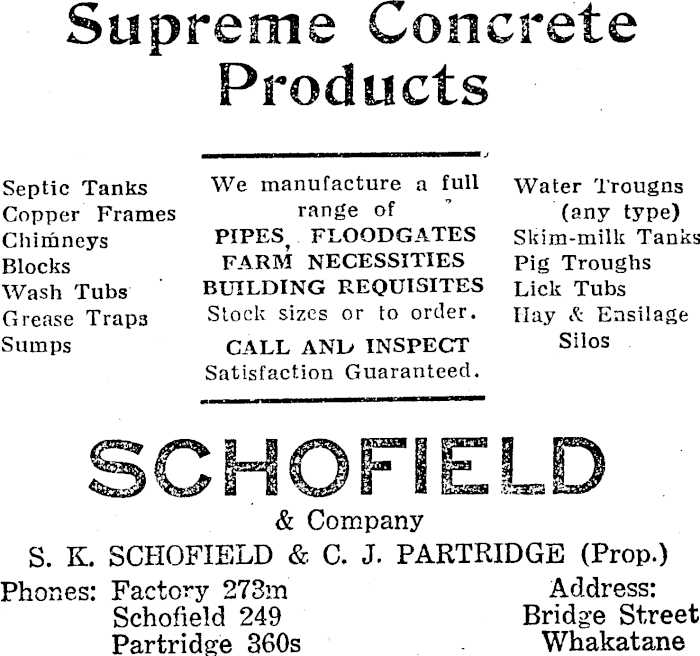 Supreme Concrete
Products
Septic Tanks
Copper Frames
Chimneys
Blocks
Wash Tubs
Grease Traps
Sumps
We manufacture a full
range of
PIPES, FLOODGATES
FARM NECESSITIES
BUILDING REQUISITES
Stock sizes or to order.
CALL AND INSPECT
Satisfaction Guaranteed.
Water Trougns
(any type)
Skim-milk Tanks
Pig Troughs
Lick Tubs
Hay & Ensilage
Silos
SCHOFIELD
& Company
S. K. SCHOFIELD & C. J. PARTRIDGE (Prop.)
Phones: Factory 273m
Schofield 249
Partridge 360s
Address:
Bridge Street
Whakatane